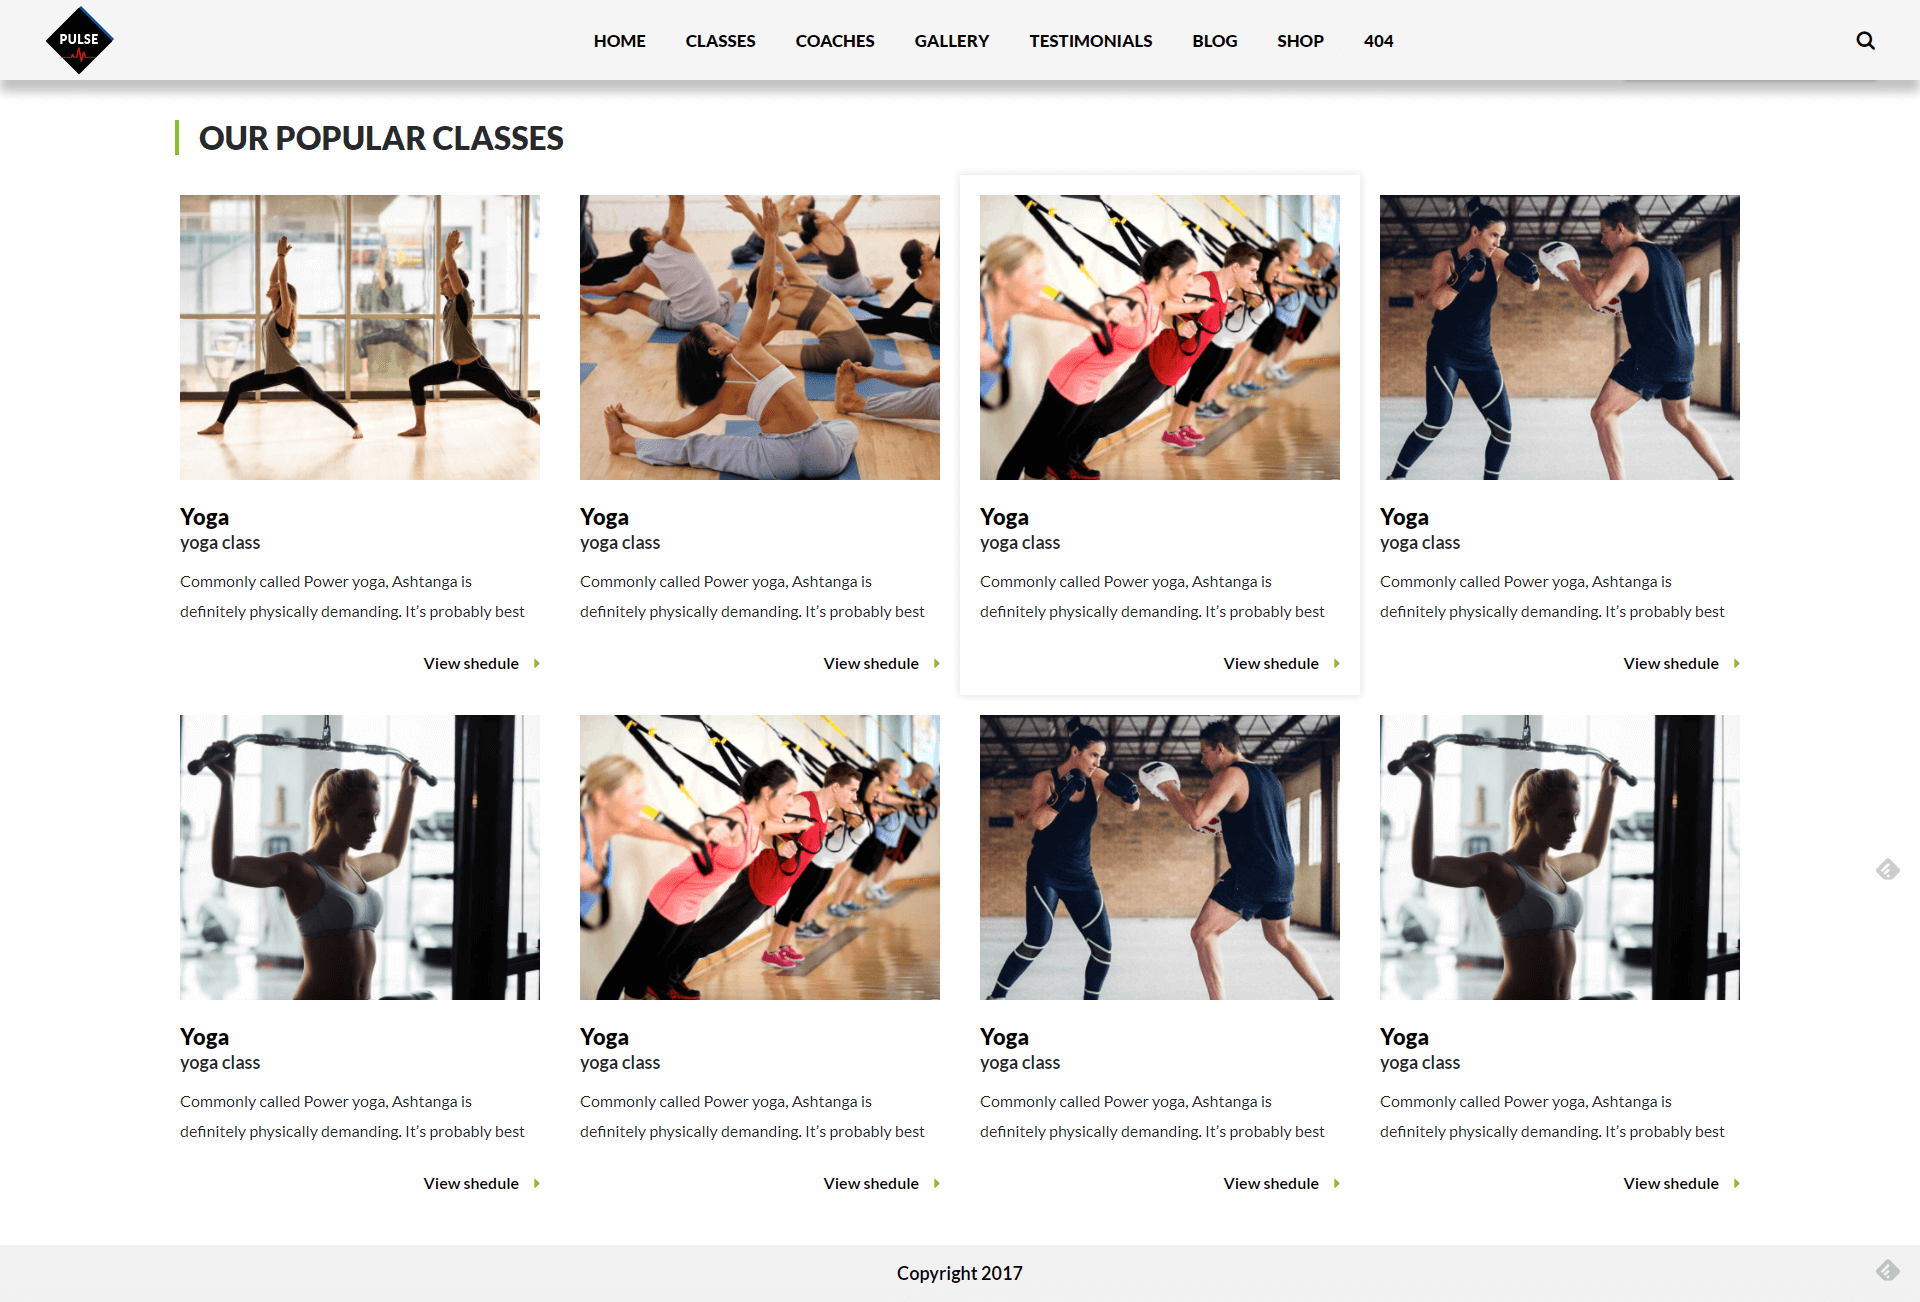 PULSE
HOME CLASSES COACHES GALLERY TESTIMONIALS BLOG SHOP 404
OUR POPULAR CLASSES
Yoga
yoga class
Commonly called Power yoga, Ashtanga is
definitely physically demanding. It's probably best
View shedule
Yoga
yoga class
Commonly called Power yoga, Ashtanga is
definitely physically demanding. It's probably best
View shedule
Yoga
yoga class
Commonly called Power yoga, Ashtanga is
definitely physically demanding. It's probably best
View shedule
Yoga
yoga class
Commonly called Power yoga, Ashtanga is
definitely physically demanding. It's probably best
View shedule
Yoga
yoga class
Commonly called Power yoga, Ashtanga is
definitely physically demanding. It's probably best
View shedule
Yoga
yoga class
Commonly called Power yoga, Ashtanga is
definitely physically demanding. It's probably best
View shedule
Yoga
yoga class
Commonly called Power yoga, Ashtanga is
definitely physically demanding. It's probably best
View shedule
Yoga
yoga class
Commonly called Power yoga, Ashtanga is
definitely physically demanding. It's probably best
View shedule
Copyright 2017